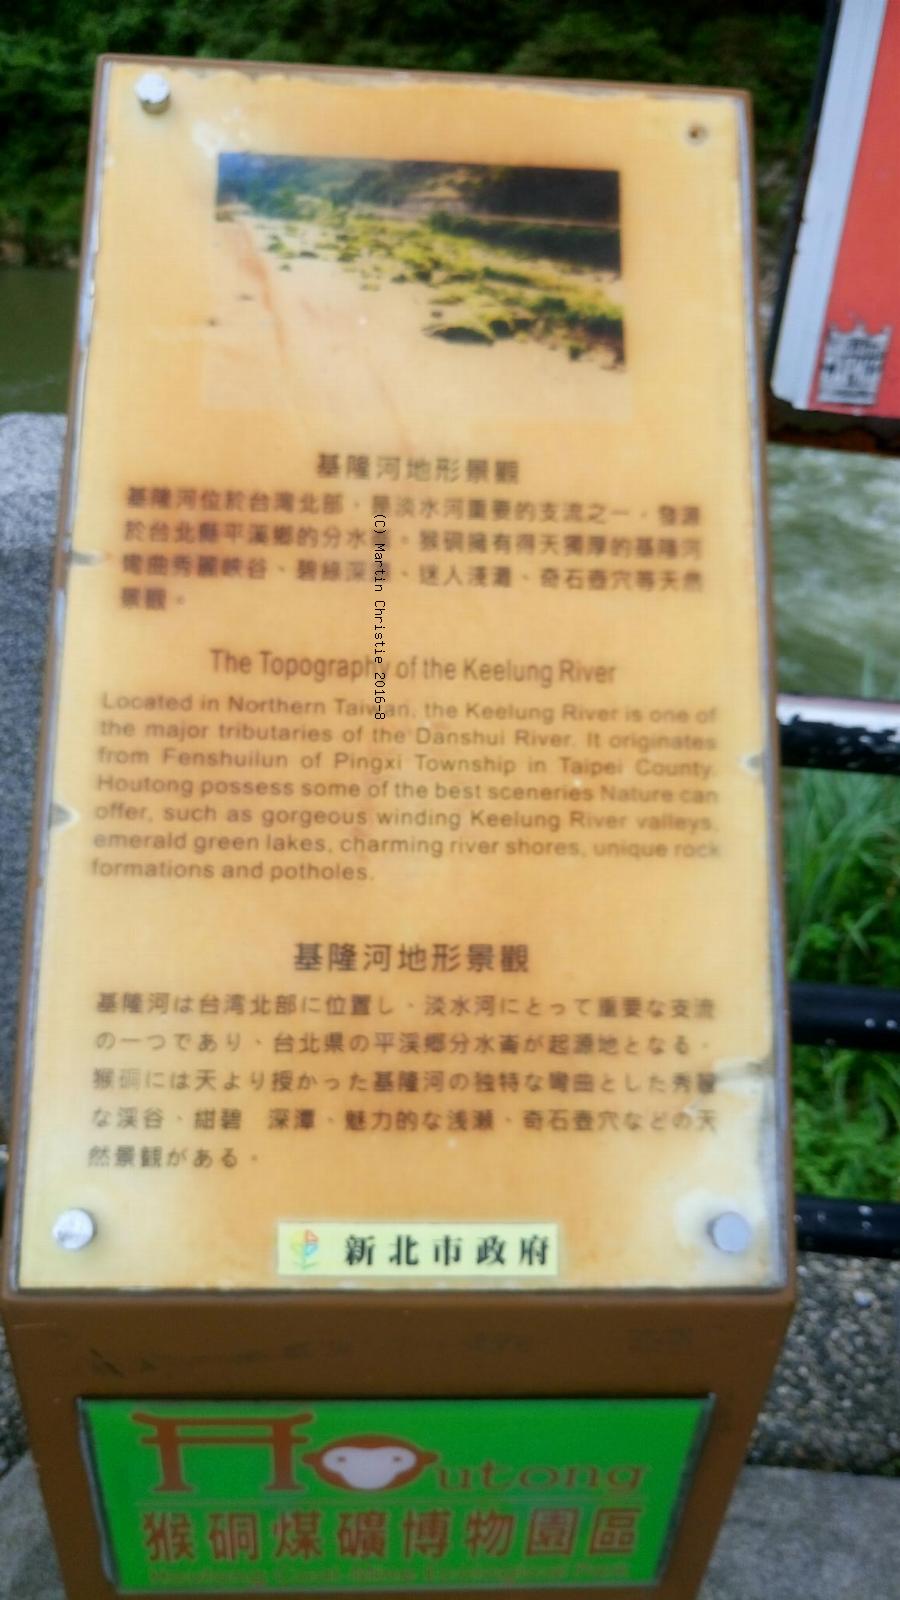 基隆河地形景觀
基隆河位於台灣北部，是淡水河重要的支流之一，發源
於台北縣平溪鄉的分水。猴硐擁有得天獨厚的基隆河
彎曲秀麗峽谷、碧綠深、迷人淺灘、奇石壺穴等天然
景觀。
The Topography of the Keelung River
Located in Northern Taiwan, the Keelung River is one of
the major tributaries of the Danshui River. It originates
from Fenshuilun of Pingxi Township in Taipei County.
Houtong possess some of the best sceneries Nature can
offer, such as gorgeous winding Keelung River valleys,
emerald green lakes, charming river shores, unique rock
formations and potholes.
基隆河地形景觀
基隆河は台湾北部に位置し、淡水河にとって重要な支流
の一つであり、台北県の平渓郷分水崙が起源地となる。
猴硐には天より授かった基隆河の独特な彎曲とした秀麗
な渓谷、紺碧 深潭、魅力的な浅瀬、奇石壺穴などの天
然景観がある。
新北市政府
Houtong
猴硐煤礦博物園區
(C) Martin Christie 2016-8